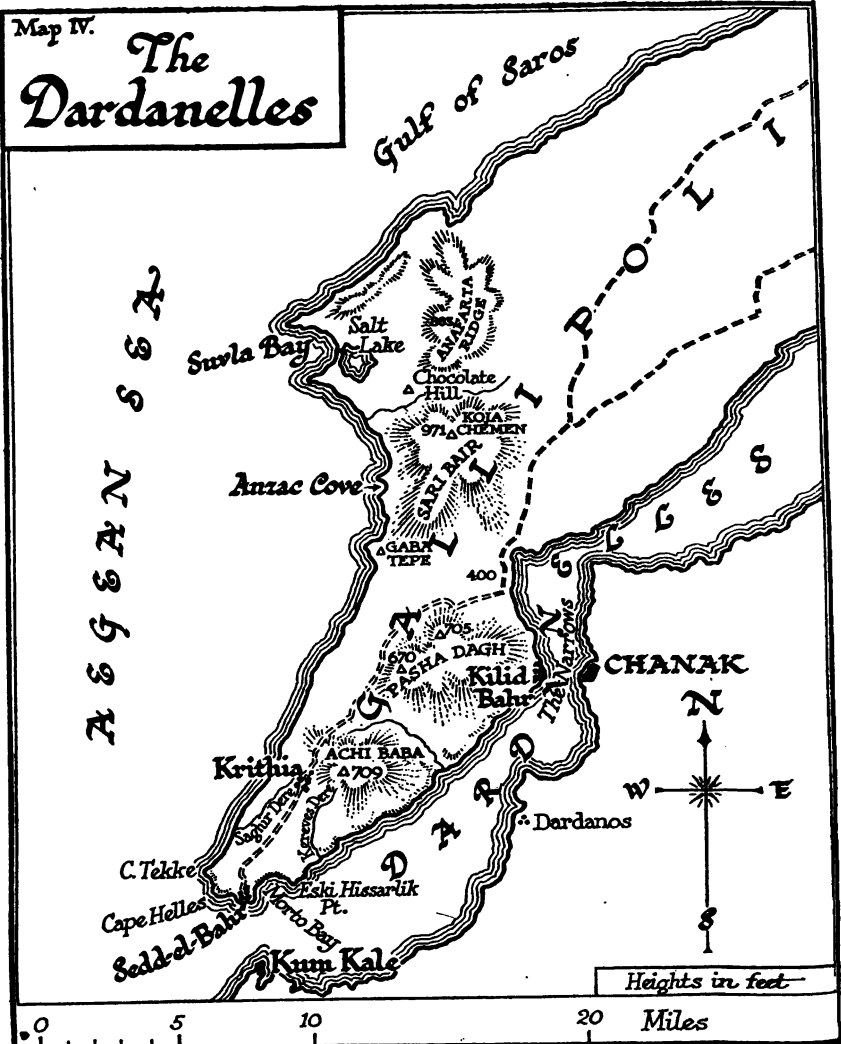 Map IV.
The
Dardanelles
Gulf of Saros
AEGEAN SEA
GALLIPOLI
ANAFARTA
RIDGE
Salt
Lake
Suvla Bay
Chocolate
Hill
KOJA
CHEMEN
971
SARI BAIR
Anzac Cove
GABA
TEPE
400
DARDANELLES
The Narrows
705
670
PASHA DAGH
Kilid
Bahr
CHANAK
N
W
E
S
ACHI BABA
709
Krithia
Saghir Dere
Kereves Dere
Dardanos
C. Tekke
Cape Helles
Sedd-el-Bahr
Eski Hissarlik
Pt.
Morto Bay
Kum Kale
Heights in feet
0 5 10 20 Miles